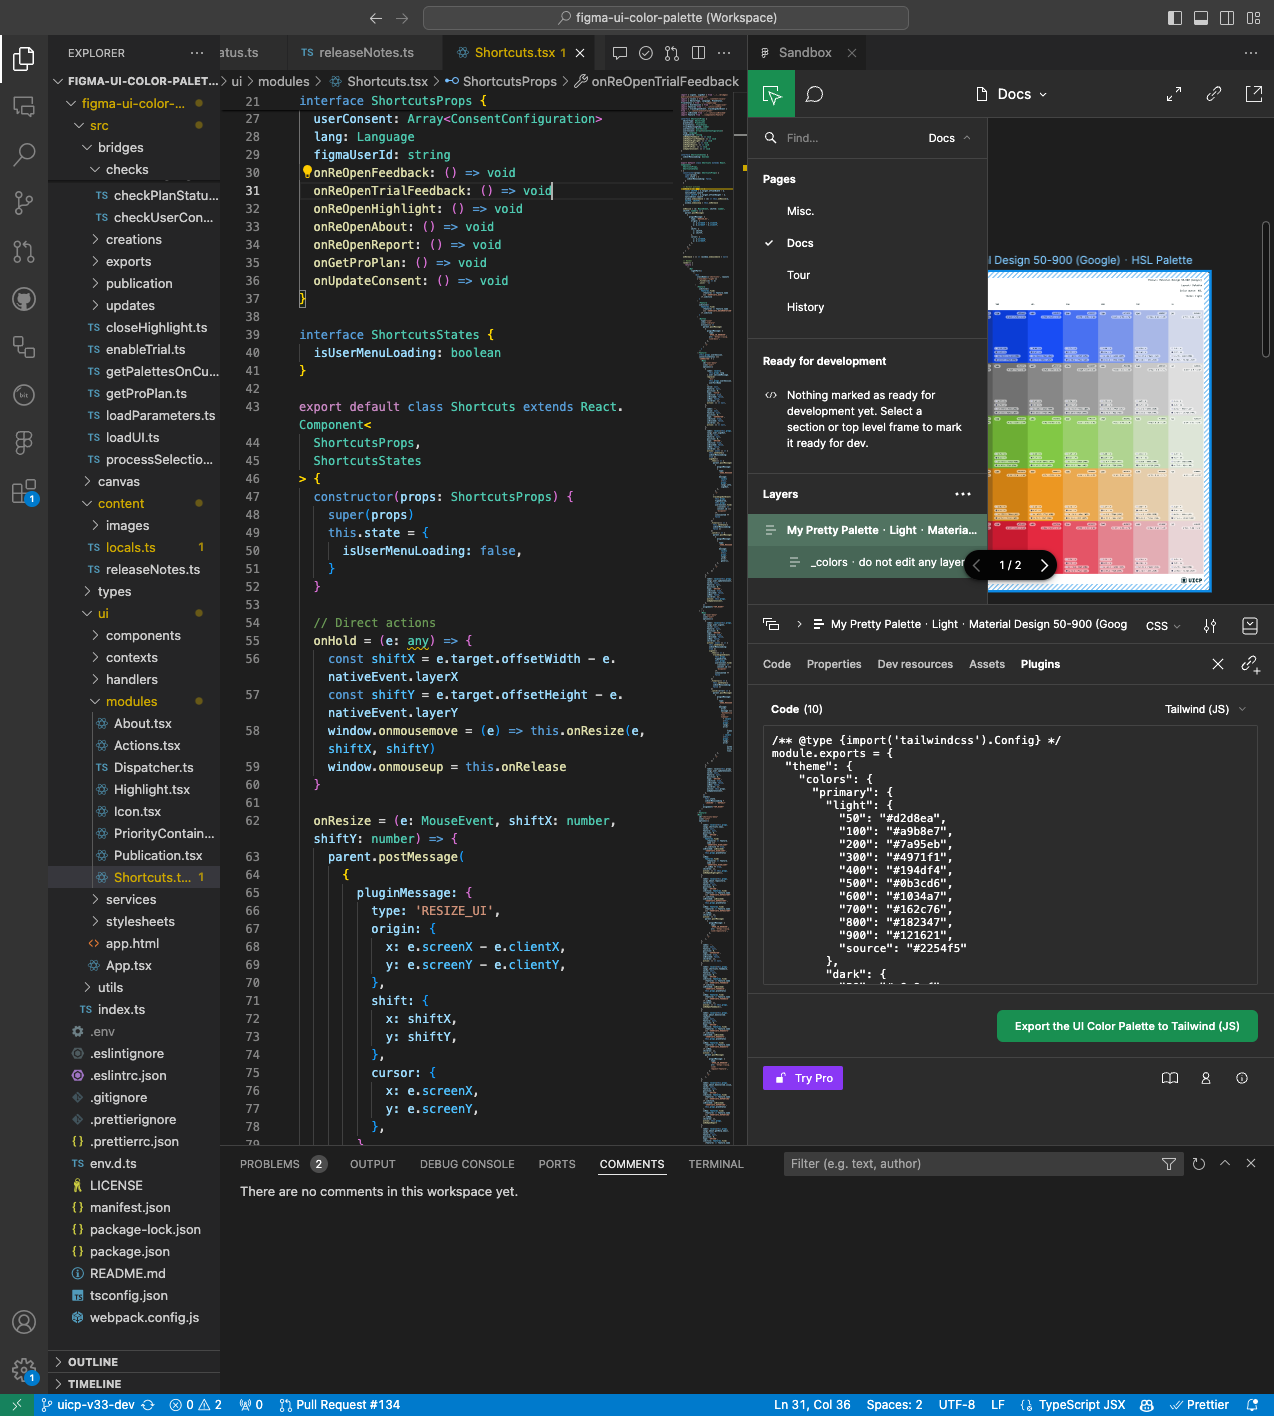 figma-ui-color-palette (Workspace)
EXPLORER
FIGMA-UI-COLOR-PALET...
figma-ui-color-...
src
bridges
checks
TS checkPlanStatu...
TS checkUserCon...
creations
exports
publication
updates
TS closeHighlight.ts
TS enableTrial.ts
TS getPalettesOnCu...
TS getProPlan.ts
TS loadParameters.ts
TS loadUI.ts
TS processSelectio...
canvas
content
images
TS locals.ts 1
TS releaseNotes.ts
types
ui
components
contexts
handlers
modules
About.tsx
Actions.tsx
TS Dispatcher.ts
Highlight.tsx
Icon.tsx
PriorityContain...
Publication.tsx
Shortcuts.t... 1
services
stylesheets
<> app.html
App.tsx
utils
TS index.ts
.env
.eslintignore
.eslintrc.json
.gitignore
.prettierignore
{} .prettierrc.json
TS env.d.ts
LICENSE
{} manifest.json
{} package-lock.json
{} package.json
README.md
TS tsconfig.json
webpack.config.js
OUTLINE
TIMELINE
bit
1
1
atus.ts
TS releaseNotes.ts
Shortcuts.tsx 1
ui > modules > Shortcuts.tsx > ShortcutsProps > onReOpenTrialFeedback
21 interface ShortcutsProps {
27 userConsent: Array<ConsentConfiguration>
28 lang: Language
29 figmaUserId: string
30 onReOpenFeedback: () => void
31 onReOpenTrialFeedback: () => void
32 onReOpenHighlight: () => void
33 onReOpenAbout: () => void
34 onReOpenReport: () => void
35 onGetProPlan: () => void
36 onUpdateConsent: () => void
37 }
38
39 interface ShortcutsStates {
40 isUserMenuLoading: boolean
41 }
42
43 export default class Shortcuts extends React.
Component<
44 ShortcutsProps,
45 ShortcutsStates
46 > {
47 constructor(props: ShortcutsProps) {
48 super(props)
49 this.state = {
50 isUserMenuLoading: false,
51 }
52 }
53
54 // Direct actions
55 onHold = (e: any) => {
56 const shiftX = e.target.offsetWidth - e.
nativeEvent.layerX
57 const shiftY = e.target.offsetHeight - e.
nativeEvent.layerY
58 window.onmousemove = (e) => this.onResize(e,
shiftX, shiftY)
59 window.onmouseup = this.onRelease
60 }
61
62 onResize = (e: MouseEvent, shiftX: number,
shiftY: number) => {
63 parent.postMessage(
64 {
65 pluginMessage: {
66 type: 'RESIZE_UI',
67 origin: {
68 x: e.screenX - e.clientX,
69 y: e.screenY - e.clientY,
70 },
71 shift: {
72 x: shiftX,
73 y: shiftY,
74 },
75 cursor: {
76 x: e.screenX,
77 y: e.screenY,
78 },
79 }
Sandbox
Docs
Find...
Docs
Pages
Misc.
Docs
Tour
History
Ready for development
Nothing marked as ready for
development yet. Select a
section or top level frame to mark
it ready for dev.
Layers
My Pretty Palette · Light · Materia...
_colors · do not edit any layer
l Design 50-900 (Google) · HSL Palette
UICP
1 / 2
My Pretty Palette · Light · Material Design 50-900 (Goog
CSS
Code
Properties
Dev resources
Assets
Plugins
Code (10)
Tailwind (JS)
/** @type {import('tailwindcss').Config} */
module.exports = {
"theme": {
"colors": {
"primary": {
"light": {
"50": "#d2d8ea",
"100": "#a9b8e7",
"200": "#7a95eb",
"300": "#4971f1",
"400": "#194df4",
"500": "#0b3cd6",
"600": "#1034a7",
"700": "#162c76",
"800": "#182347",
"900": "#121621",
"source": "#2254f5"
},
"dark": {
Export the UI Color Palette to Tailwind (JS)
Try Pro
PROBLEMS 2
OUTPUT
DEBUG CONSOLE
PORTS
COMMENTS
TERMINAL
Filter (e.g. text, author)
There are no comments in this workspace yet.
uicp-v33-dev
0 2
0
Pull Request #134
Ln 31, Col 36
Spaces: 2
UTF-8
LF
{} TypeScript JSX
Prettier